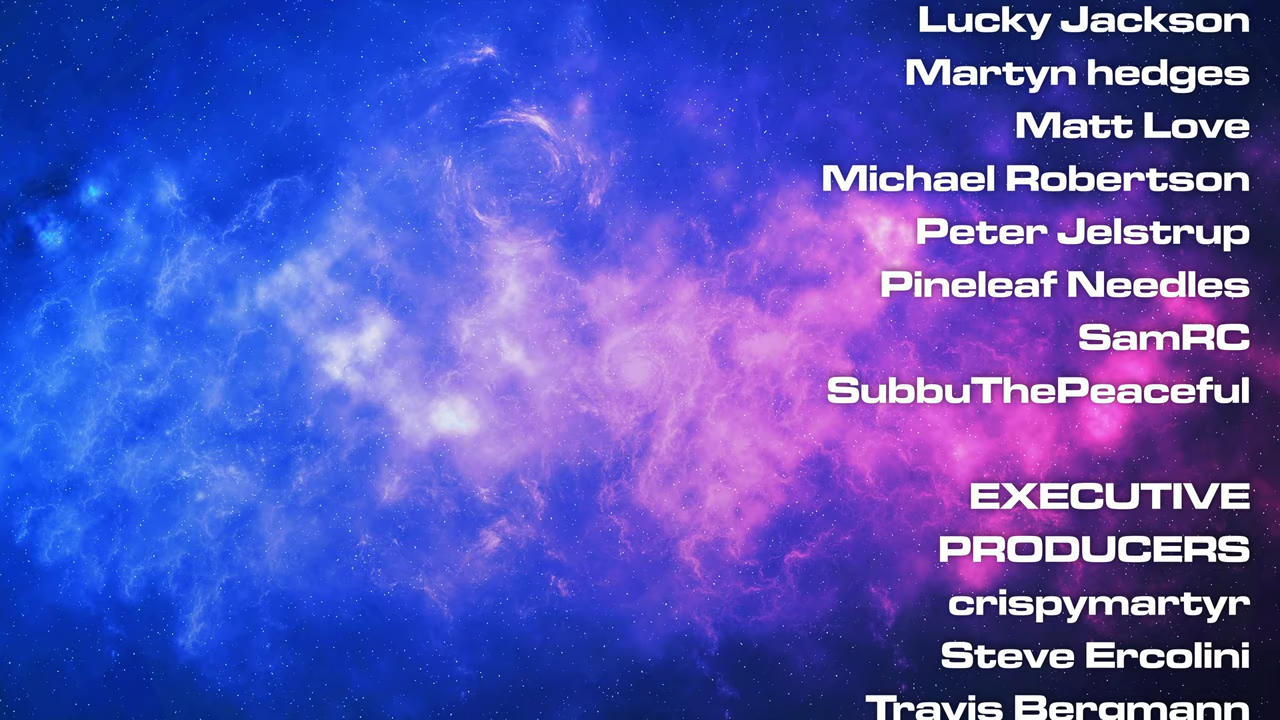 Lucky Jackson
Martyn hedges
Matt Love
Michael Robertson
Peter Jelstrup
Pineleaf Needles
SamRC
SubbuThePeaceful
EXECUTIVE
PRODUCERS
crispymartyr
Steve Ercolini
Travis Bergmann